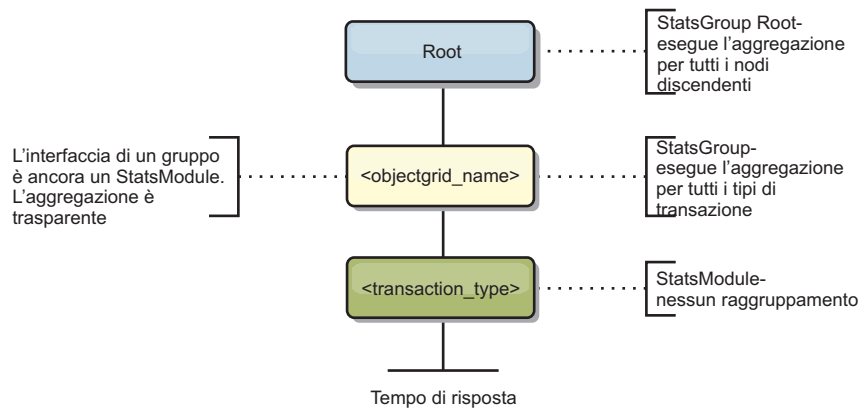 Root
StatsGroup Root-
esegue l'aggregazione
per tutti i nodi
discendenti
L'interfaccia di un gruppo
è ancora un StatsModule.
L'aggregazione è
trasparente
<objectgrid_name>
StatsGroup-
esegue l'aggregazione
per tutti i tipi di
transazione
<transaction_type>
StatsModule-
nessun raggruppamento
Tempo di risposta